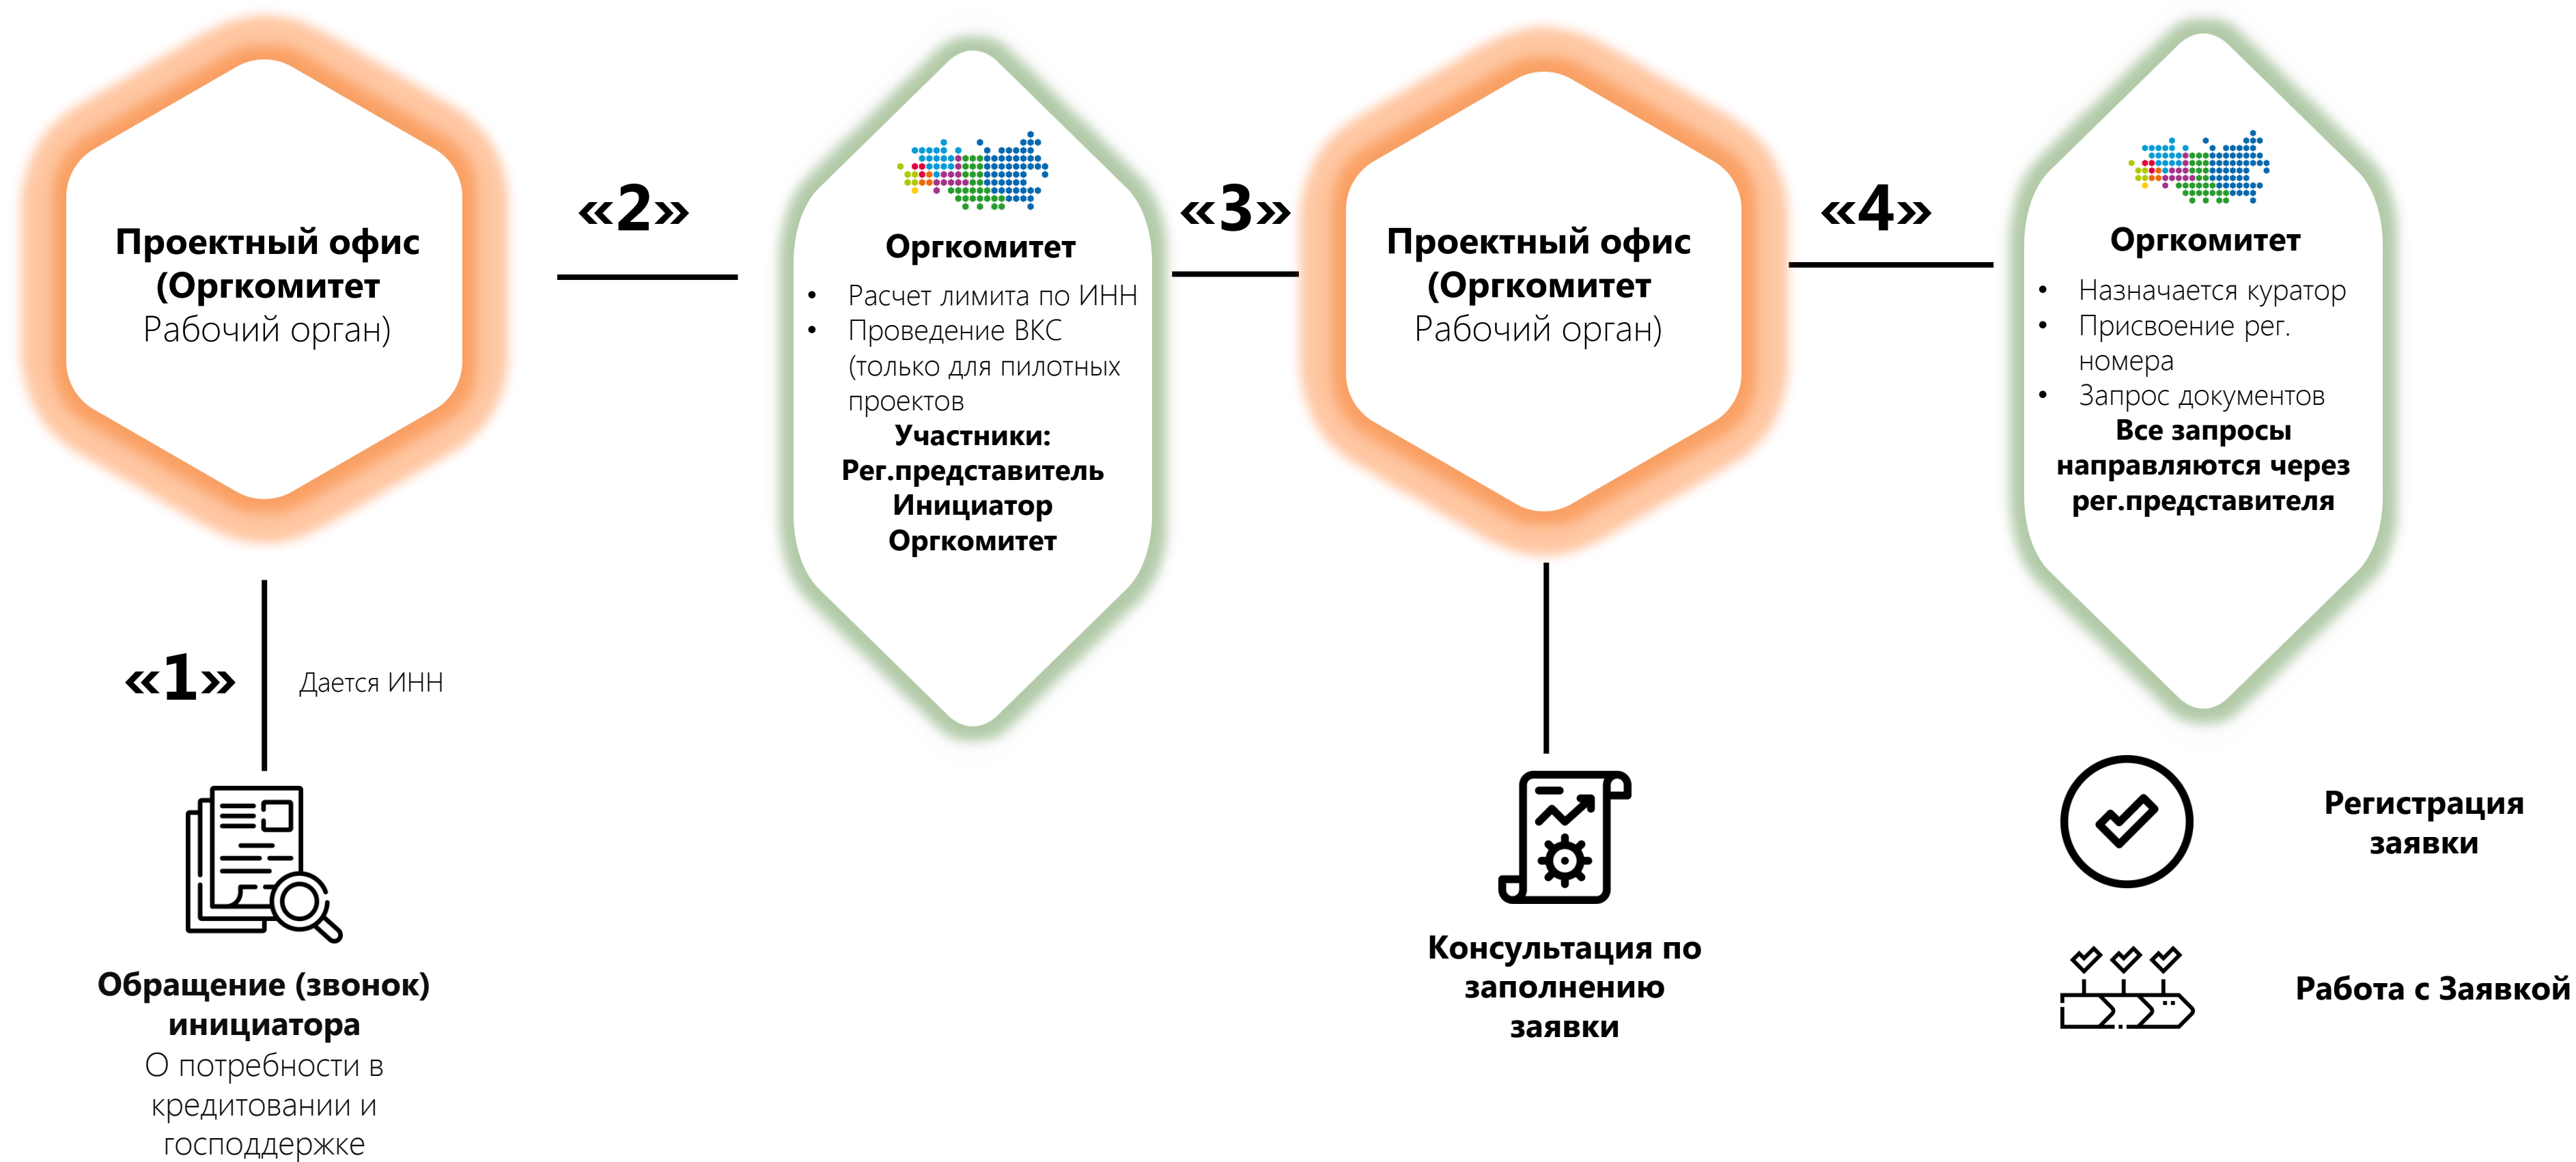 Проектный офис
(Оргкомитет
Рабочий орган)
«1»
Дается ИНН
Обращение (звонок)
инициатора
О потребности в
кредитовании и
господдержке
«2»
Оргкомитет
• Расчет лимита по ИНН
• Проведение ВКС
(только для пилотных
проектов
Участники:
Рег.представитель
Инициатор
Оргкомитет
«3»
Проектный офис
(Оргкомитет
Рабочий орган)
Консультация по
заполнению
заявки
«4»
Оргкомитет
• Назначается куратор
• Присвоение рег.
номера
• Запрос документов
Все запросы
направляются через
рег.представителя
Регистрация
заявки
Работа с Заявкой